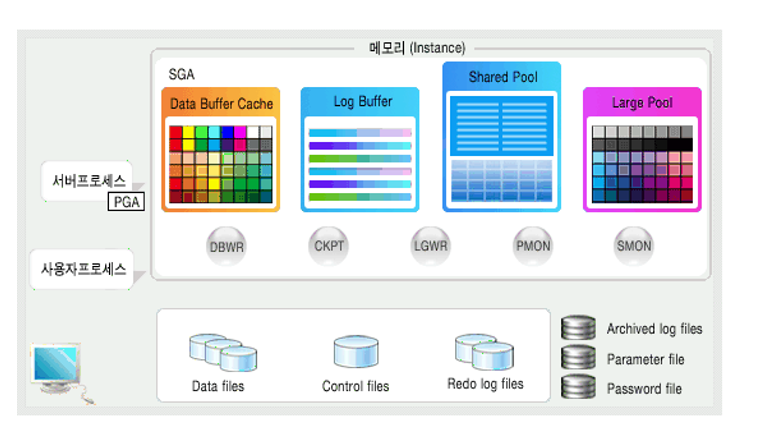 메모리 (Instance)
SGA
Data Buffer Cache
Log Buffer
Shared Pool
Large Pool
서버프로세스
PGA
DBWR
CKPT
LGWR
PMON
SMON
사용자프로세스
Data files
Control files
Redo log files
Archived log files
Parameter file
Password file